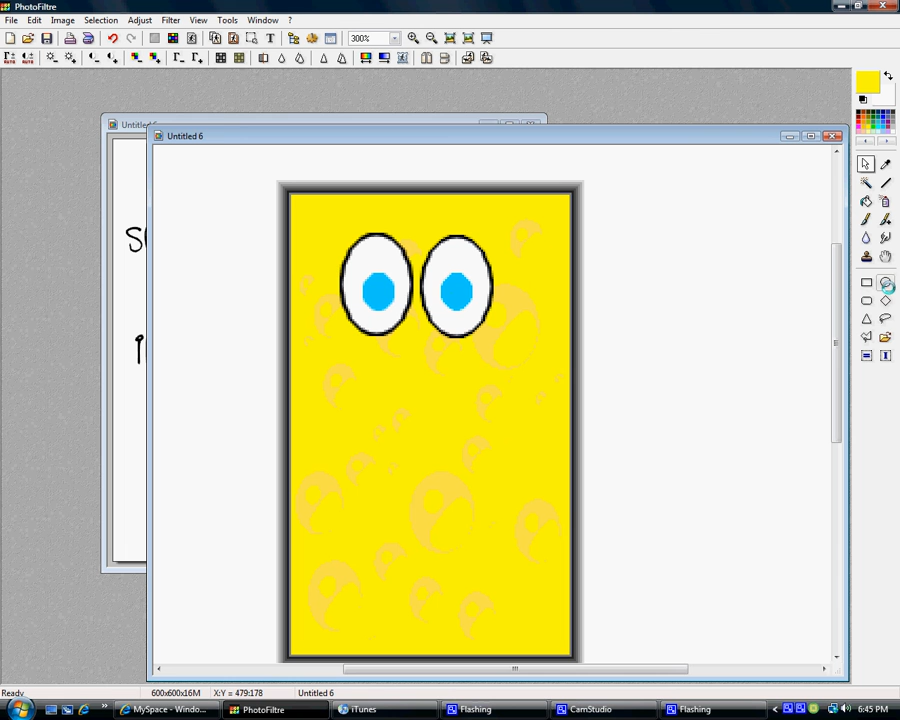 PhotoFiltre
File Edit Image Selection Adjust Filter View Tools Window ?
300%
Untitled 6
Ready 600x600x16M X:Y = 479:178 Untitled 6
MySpace - Windo... PhotoFiltre iTunes Flashing CamStudio Flashing 6:45 PM